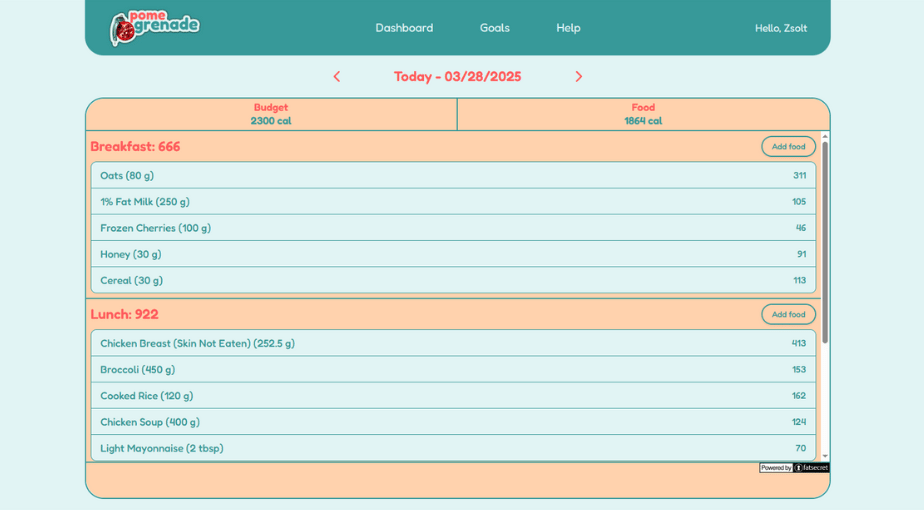 pome
grenade
Dashboard Goals Help Hello, Zsolt
Today - 03/28/2025
Budget Food
2300 cal 1864 cal
Breakfast: 666 Add food
Oats (80 g) 311
1% Fat Milk (250 g) 105
Frozen Cherries (100 g) 46
Honey (30 g) 91
Cereal (30 g) 113
Lunch: 922 Add food
Chicken Breast (Skin Not Eaten) (252.5 g) 413
Broccoli (450 g) 153
Cooked Rice (120 g) 162
Chicken Soup (400 g) 124
Light Mayonnaise (2 tbsp) 70
Powered by fatsecret